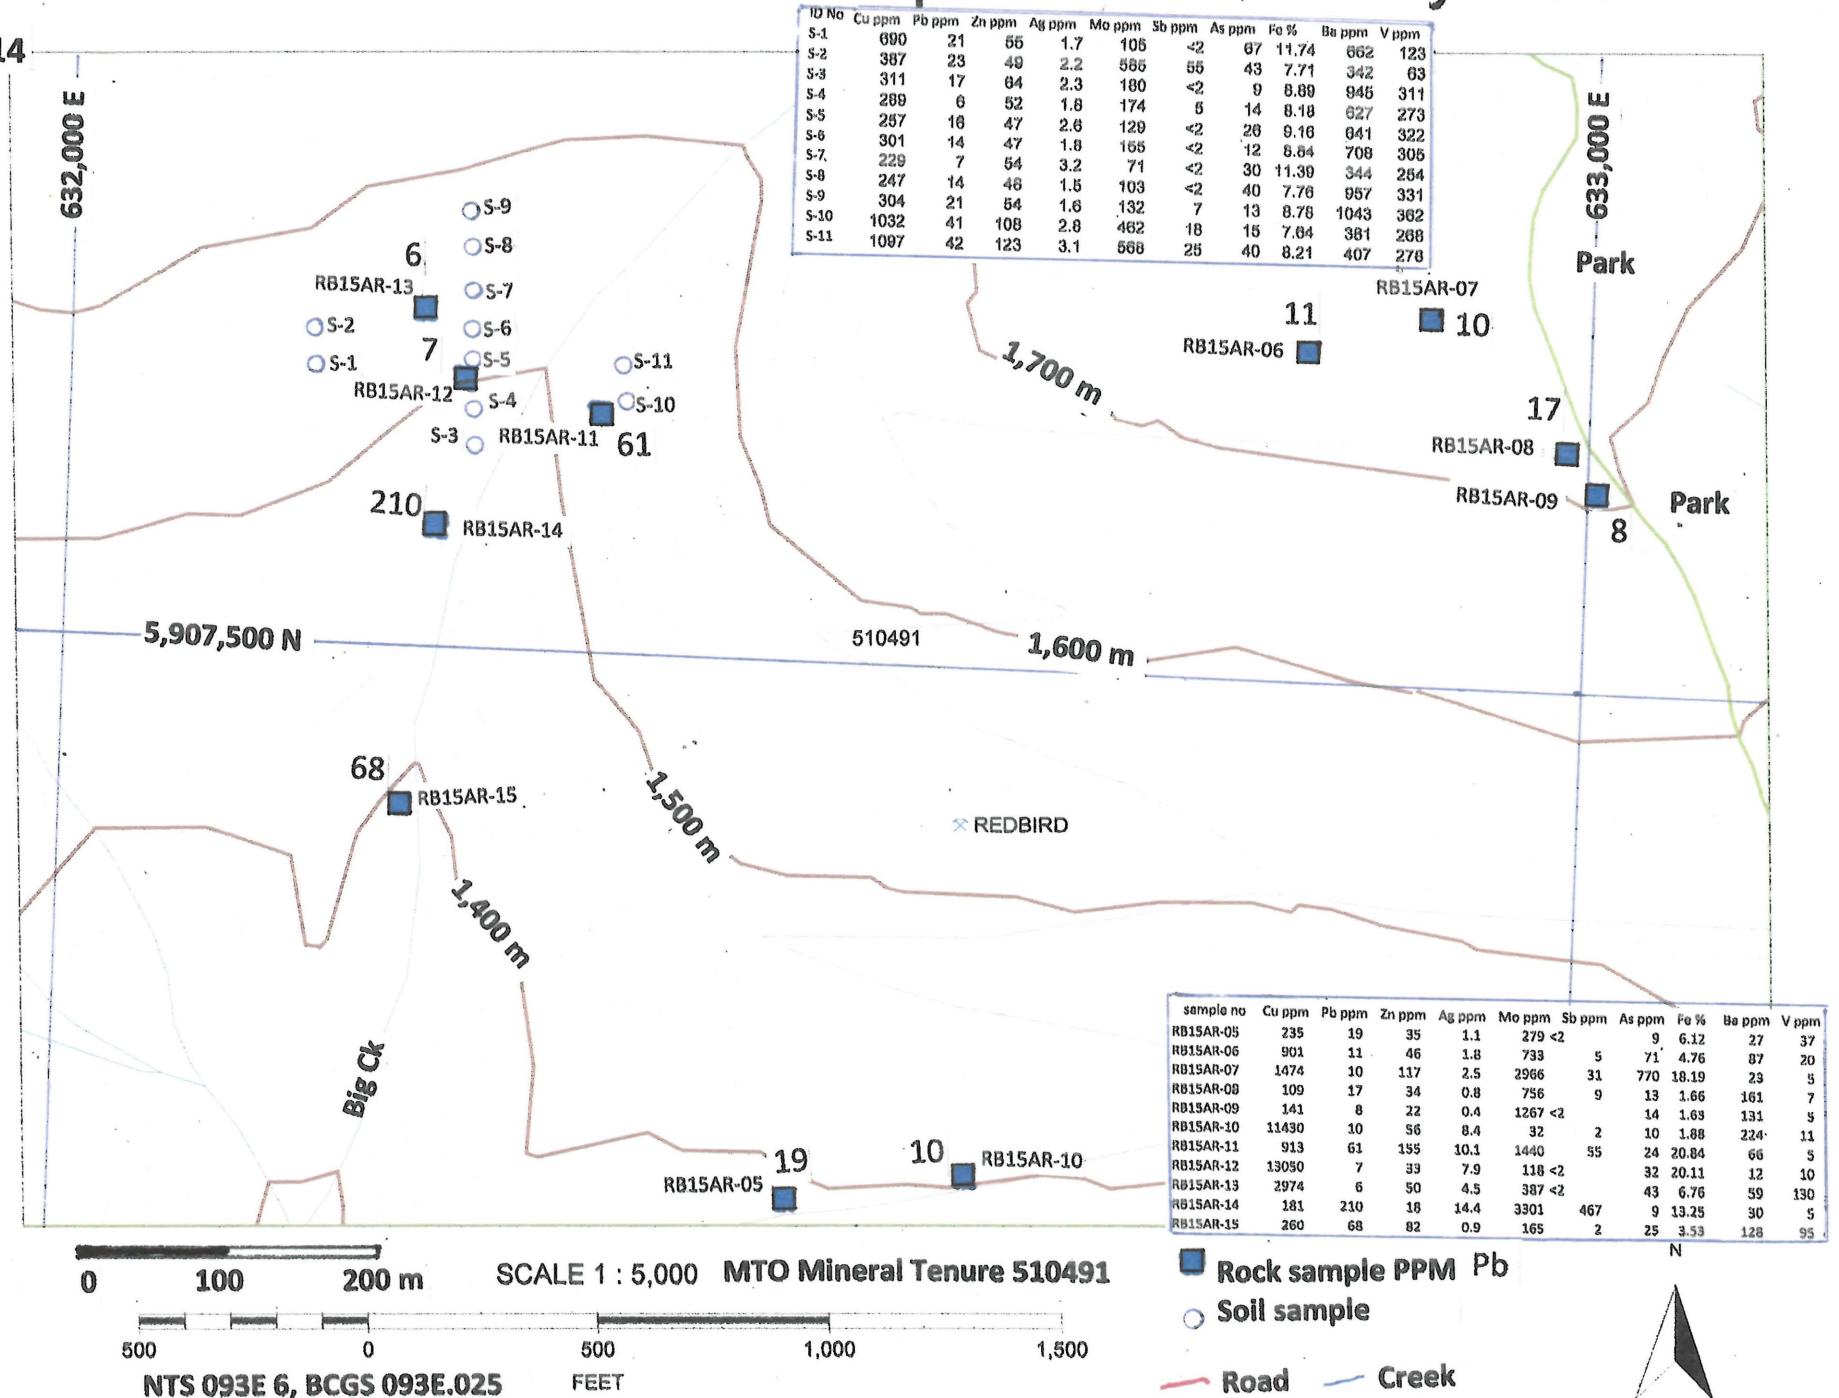 ID No Cu ppm Pb ppm Zn ppm Ag ppm Mo ppm Sb ppm As ppm Fe % Ba ppm V ppm
S-1 690 21 55 1.7 106 <2 67 11.74 662 123
S-2 387 23 49 2.2 585 55 43 7.71 342 63
S-3 311 17 64 2.3 180 <2 9 8.89 945 311
S-4 289 6 52 1.8 174 5 14 8.18 627 273
S-5 257 16 47 2.6 129 <2 26 9.16 641 322
S-6 301 14 47 1.8 155 <2 12 8.64 708 305
S-7 229 7 54 3.2 71 <2 30 11.39 344 254
S-8 247 14 46 1.5 103 <2 40 7.76 957 331
S-9 304 21 54 1.6 132 7 13 8.78 1043 362
S-10 1032 41 108 2.8 462 18 15 7.64 381 268
S-11 1097 42 123 3.1 568 25 40 8.21 407 278
632,000 E
633,000 E
Park
S-9
S-8
6
RB15AR-13
S-7
S-2
S-6
7
S-5
S-1
RB15AR-12
S-4
S-3
S-11
S-10
RB15AR-11
61
210
RB15AR-14
RB15AR-07
10
11
RB15AR-06
1,700 m
17
RB15AR-08
RB15AR-09
8
Park
5,907,500 N
510491
1,600 m
68
RB15AR-15
1,500 m
REDBIRD
1,400 m
Big Ck
19
RB15AR-05
10
RB15AR-10
sample no Cu ppm Pb ppm Zn ppm Ag ppm Mo ppm Sb ppm As ppm Fe % Ba ppm V ppm
RB15AR-05 235 19 35 1.1 279 <2 9 6.12 27 37
RB15AR-06 901 11 46 1.8 733 5 71 4.76 87 20
RB15AR-07 1474 10 117 2.5 2966 31 770 18.19 23 5
RB15AR-08 109 17 34 0.8 756 9 13 1.66 161 7
RB15AR-09 141 8 22 0.4 1267 <2 14 1.63 131 5
RB15AR-10 11430 10 56 8.4 32 2 10 1.88 224 11
RB15AR-11 913 61 155 10.1 1440 55 24 20.84 66 5
RB15AR-12 13050 7 33 7.9 118 <2 32 20.11 12 10
RB15AR-13 2974 6 50 4.5 387 <2 43 6.76 59 130
RB15AR-14 181 210 18 14.4 3301 467 9 13.25 30 5
RB15AR-15 260 68 82 0.9 165 2 25 3.53 128 95
0 100 200 m
SCALE 1 : 5,000 MTO Mineral Tenure 510491
500 0 500 1,000 1,500
FEET
NTS 093E 6, BCGS 093E.025
Rock sample PPM Pb
Soil sample
Road Creek
N